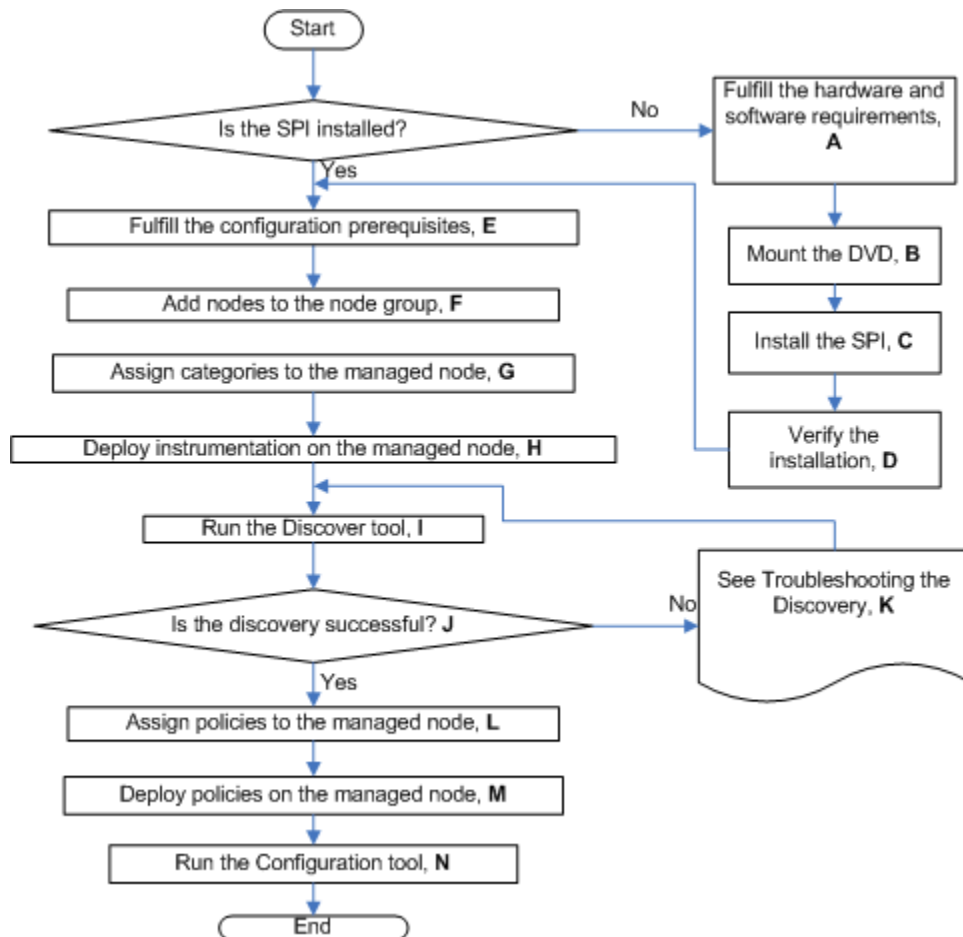 Start
Is the SPI installed?
No
Yes
Fulfill the hardware and
software requirements,
A
Mount the DVD, B
Install the SPI, C
Verify the
installation, D
Fulfill the configuration prerequisites, E
Add nodes to the node group, F
Assign categories to the managed node, G
Deploy instrumentation on the managed node, H
Run the Discover tool, I
Is the discovery successful? J
No
See Troubleshooting the
Discovery, K
Yes
Assign policies to the managed node, L
Deploy policies on the managed node, M
Run the Configuration tool, N
End